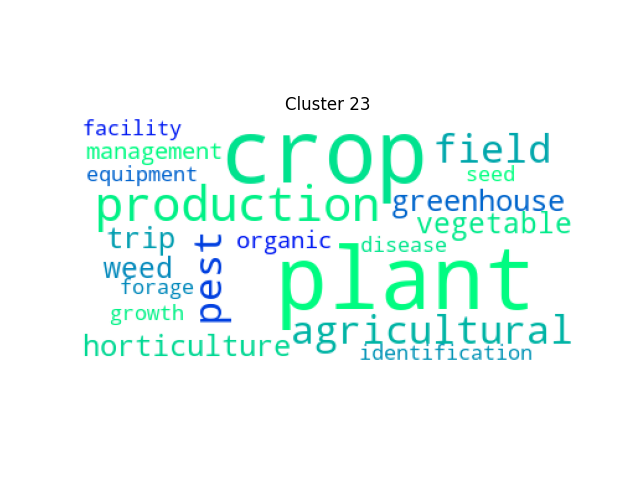 Cluster 23
facility
crop
field
management
equipment
seed
production
greenhouse
vegetable
trip
pest
organic
disease
weed
plant
forage
growth
agricultural
horticulture
identification